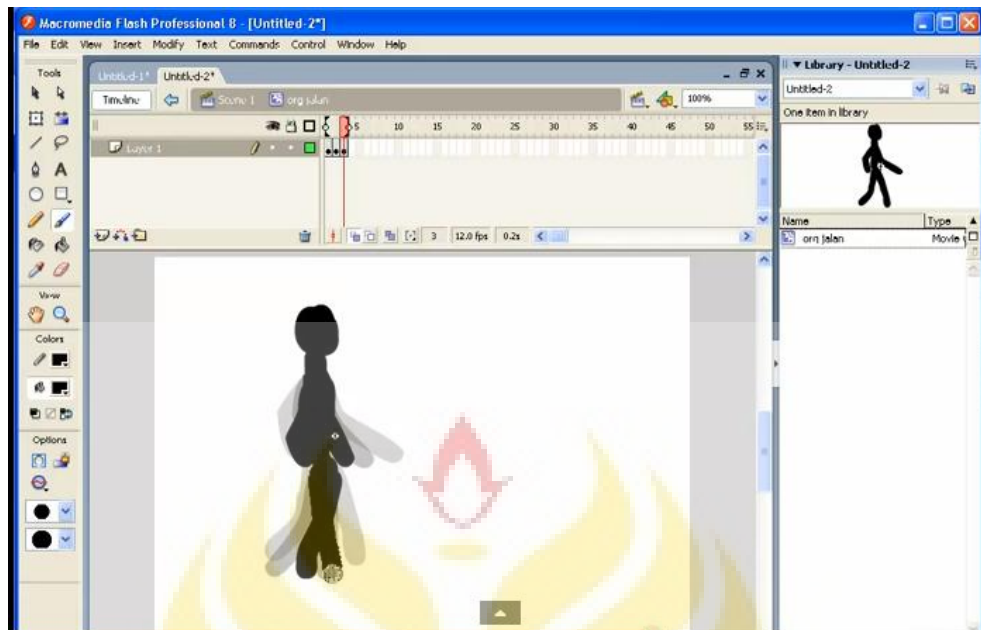 Macromedia Flash Professional 8 - [Untitled-2*]
File Edit View Insert Modify Text Commands Control Window Help
Tools
Untitled-1* Untitled-2*
Timeline Scene 1 org jalan 100%
5 10 15 20 25 30 35 40 45 50 55
Layer 1
3 12.0 fps 0.2s
View
Colors
Options
Library - Untitled-2
Untitled-2
One item in library
Name Type
org jalan Movie